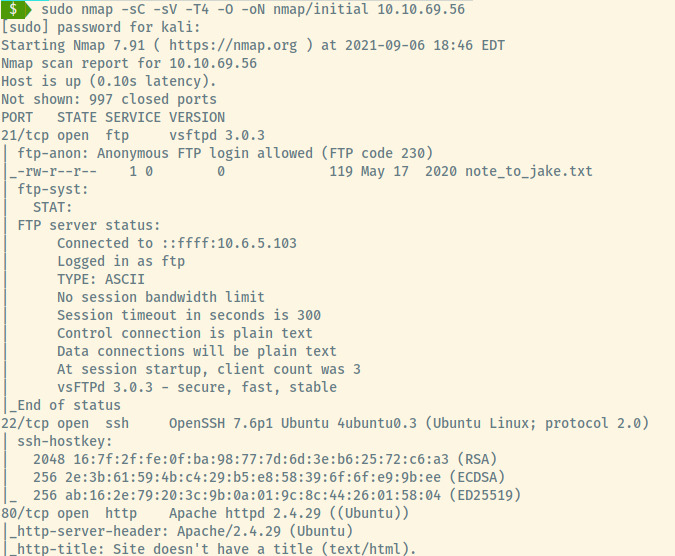 $ sudo nmap -sC -sV -T4 -O -oN nmap/initial 10.10.69.56
[sudo] password for kali:
Starting Nmap 7.91 ( https://nmap.org ) at 2021-09-06 18:46 EDT
Nmap scan report for 10.10.69.56
Host is up (0.10s latency).
Not shown: 997 closed ports
PORT   STATE SERVICE VERSION
21/tcp open  ftp     vsftpd 3.0.3
| ftp-anon: Anonymous FTP login allowed (FTP code 230)
|_-rw-r--r--    1 0        0             119 May 17  2020 note_to_jake.txt
| ftp-syst:
|   STAT:
| FTP server status:
|      Connected to ::ffff:10.6.5.103
|      Logged in as ftp
|      TYPE: ASCII
|      No session bandwidth limit
|      Session timeout in seconds is 300
|      Control connection is plain text
|      Data connections will be plain text
|      At session startup, client count was 3
|      vsFTPd 3.0.3 - secure, fast, stable
|_End of status
22/tcp open  ssh     OpenSSH 7.6p1 Ubuntu 4ubuntu0.3 (Ubuntu Linux; protocol 2.0)
| ssh-hostkey:
|   2048 16:7f:2f:fe:0f:ba:98:77:7d:6d:3e:b6:25:72:c6:a3 (RSA)
|   256 2e:3b:61:59:4b:c4:29:b5:e8:58:39:6f:6f:e9:9b:ee (ECDSA)
|_  256 ab:16:2e:79:20:3c:9b:0a:01:9c:8c:44:26:01:58:04 (ED25519)
80/tcp open  http    Apache httpd 2.4.29 ((Ubuntu))
|_http-server-header: Apache/2.4.29 (Ubuntu)
|_http-title: Site doesn't have a title (text/html).